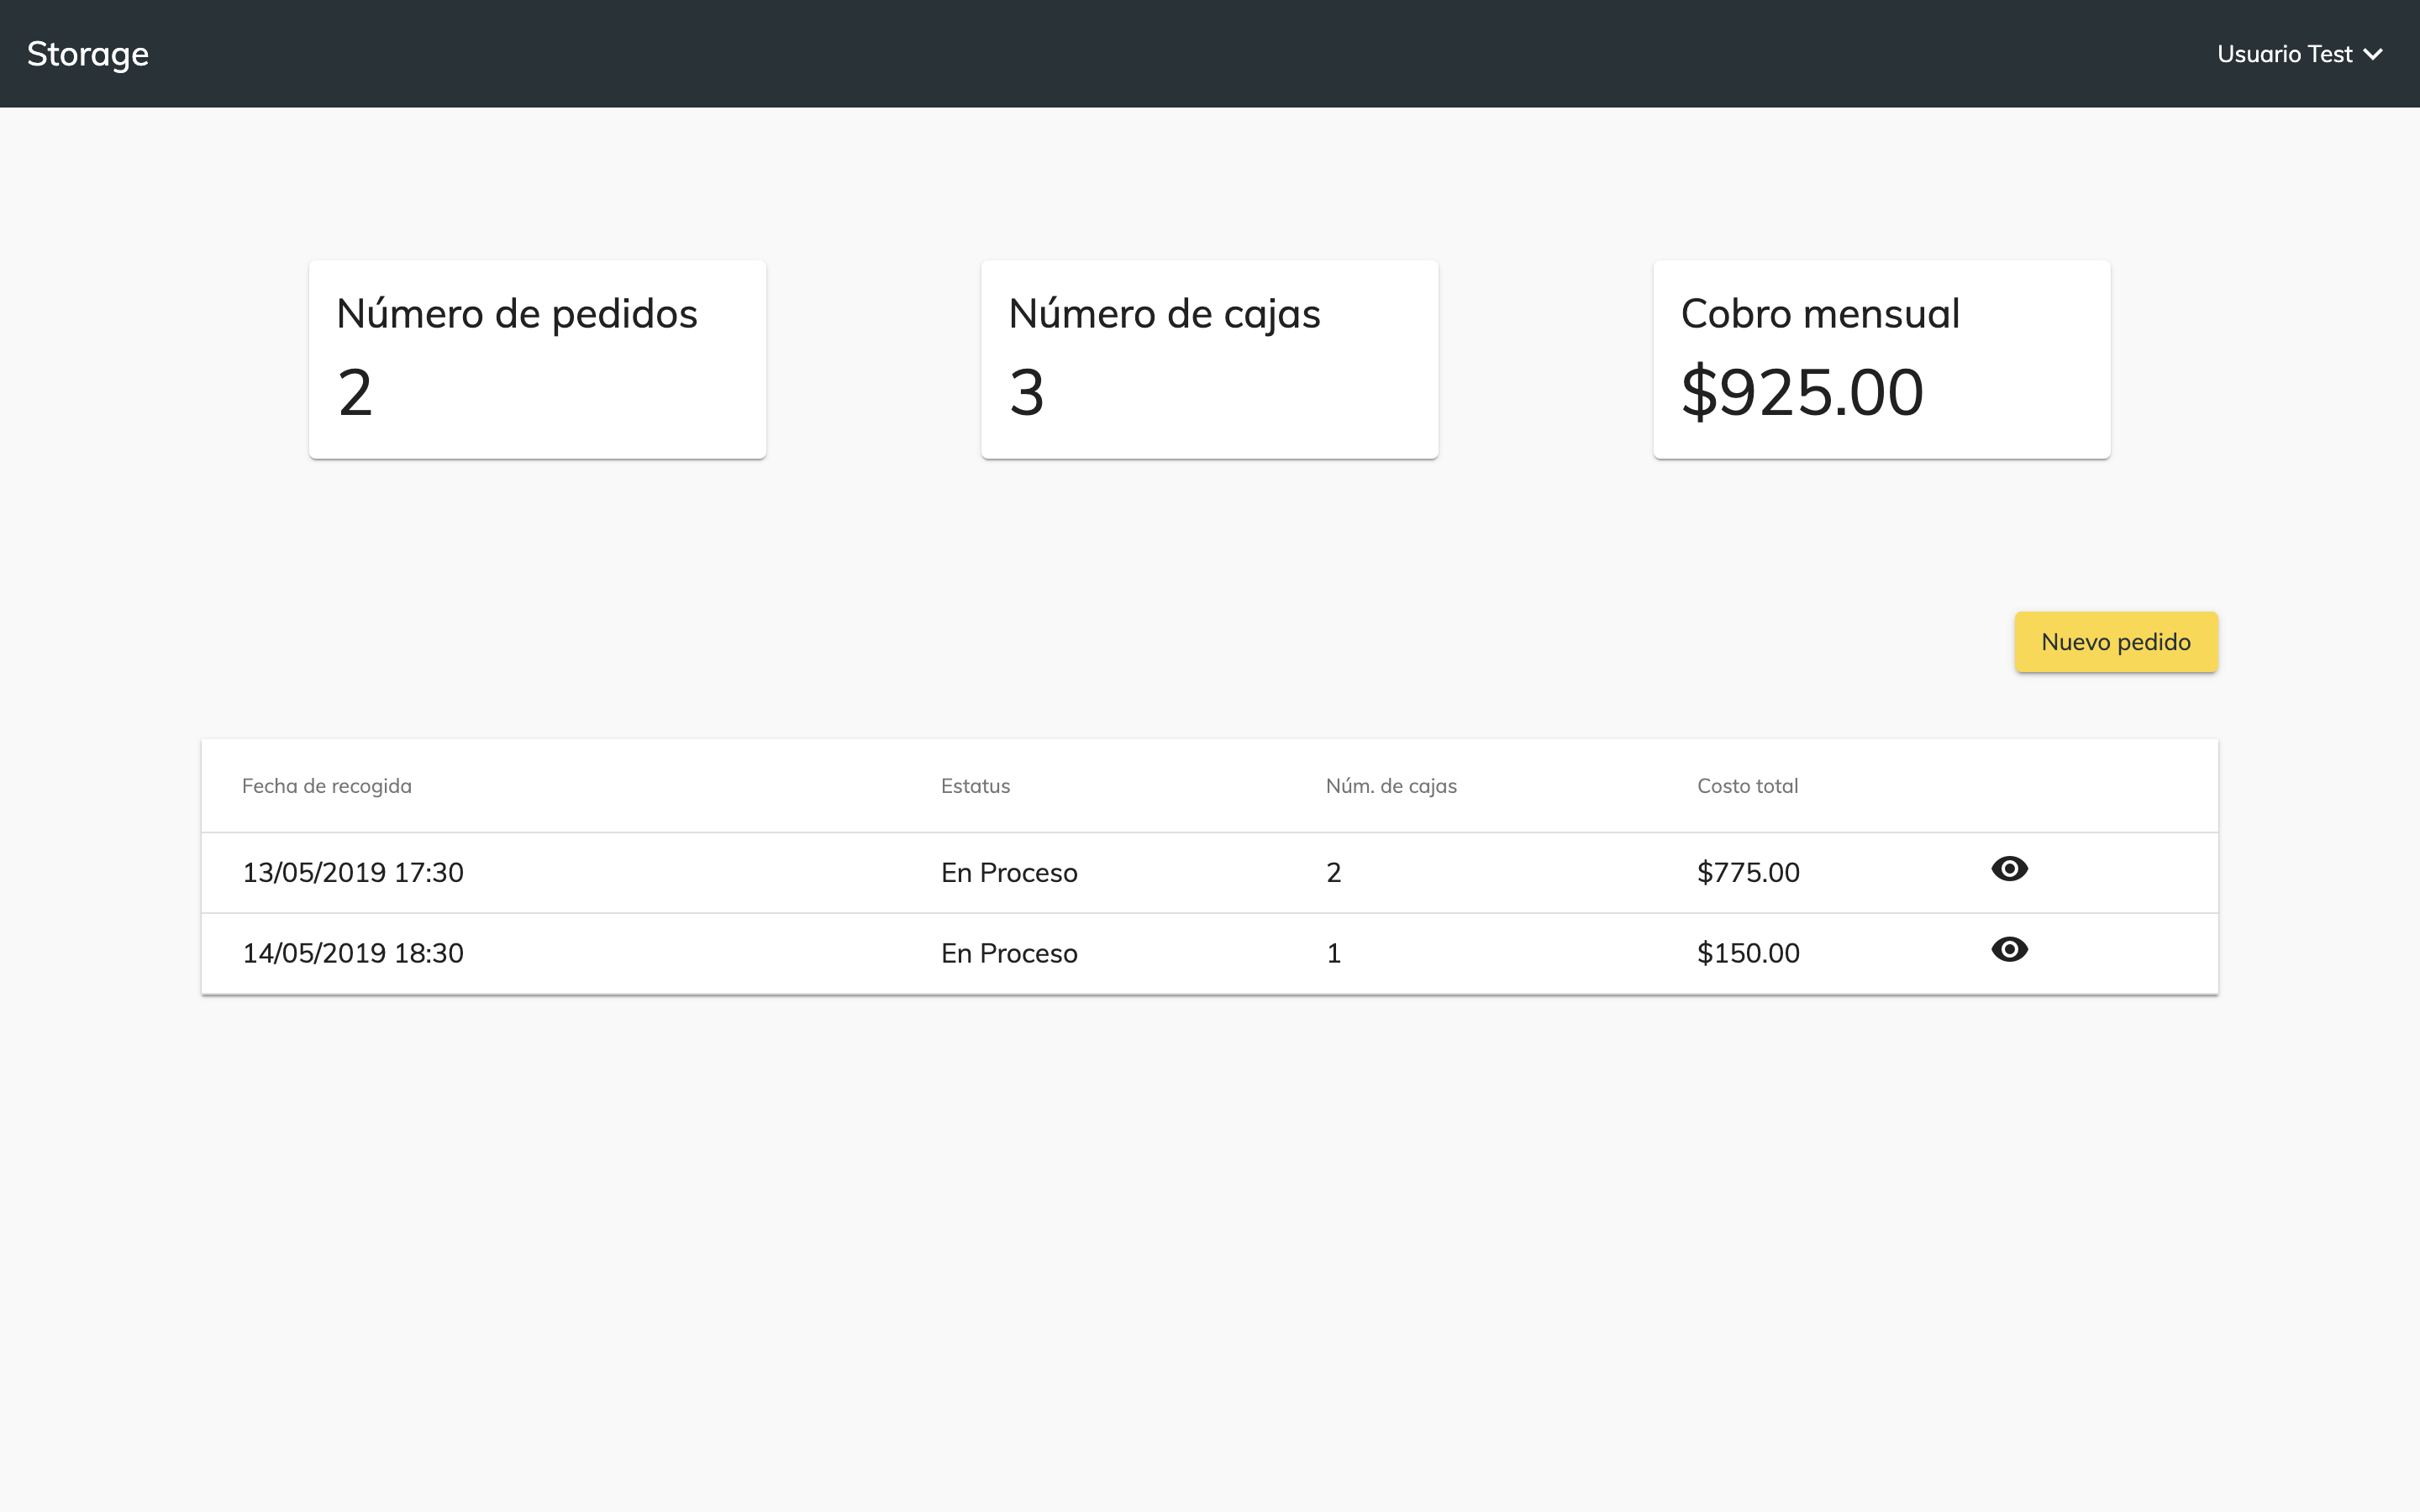 Storage
Usuario Test
Número de pedidos
2
Número de cajas
3
Cobro mensual
$925.00
Nuevo pedido
Fecha de recogida Estatus Núm. de cajas Costo total
13/05/2019 17:30 En Proceso 2 $775.00
14/05/2019 18:30 En Proceso 1 $150.00